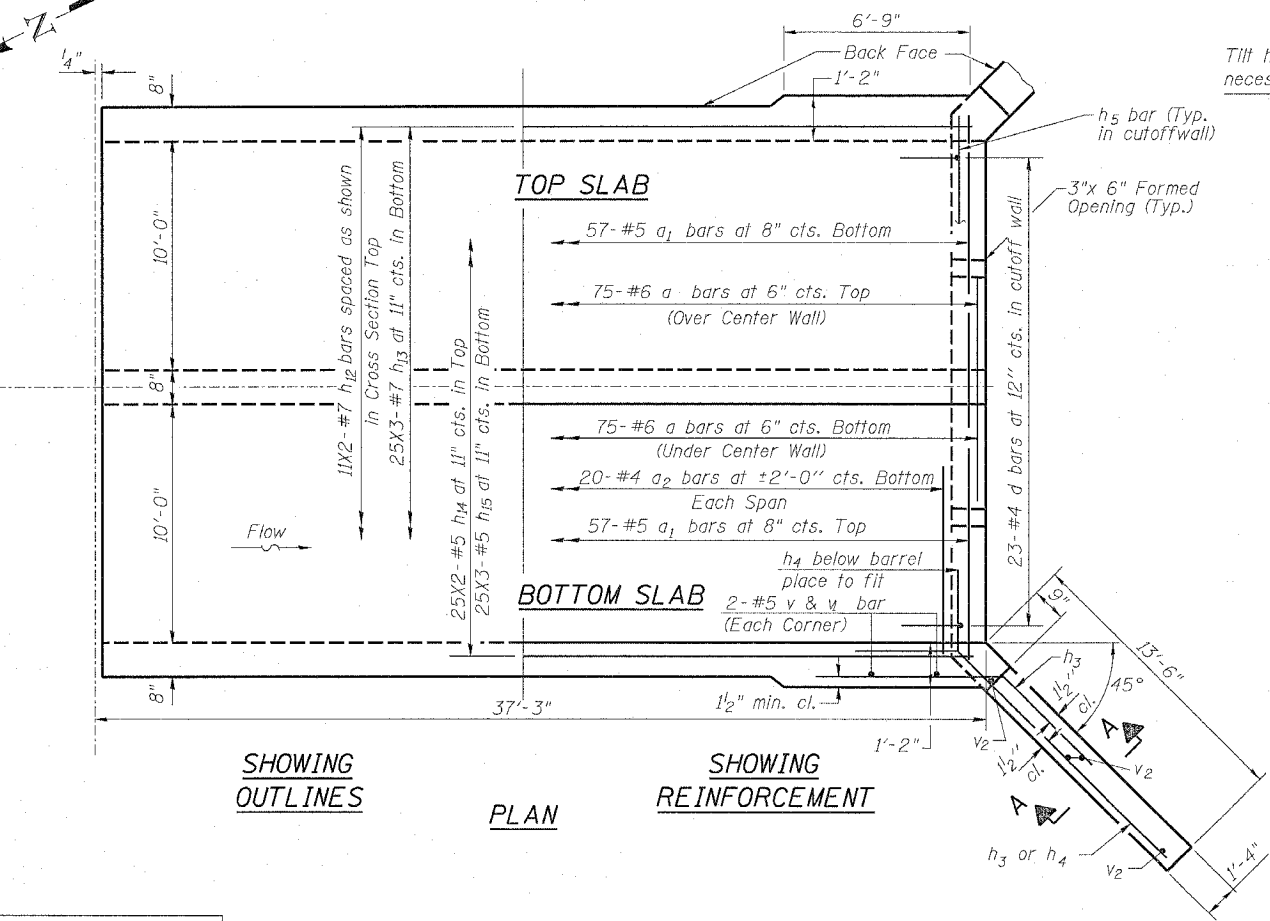 N
1/4"
8"
6'-9"
Back Face
1'-2"
Tilt h
neces
h5 bar (Typ.
in cutoffwall)
3"x 6" Formed
Opening (Typ.)
TOP SLAB
57-#5 a1 bars at 8" cts. Bottom
75-#6 a bars at 6" cts. Top
(Over Center Wall)
10'-0"
8"
10'-0"
11X2-#7 h12 bars spaced as shown
in Cross Section Top
25X3-#7 h13 at 11" cts. in Bottom
25X2-#5 h14 at 11" cts. in Top
25X3-#5 h15 at 11" cts. in Bottom
23-#4 d bars at 12" cts. in cutoff wall
75-#6 a bars at 6" cts. Bottom
(Under Center Wall)
20-#4 a2 bars at ±2'-0" cts. Bottom
Each Span
57-#5 a1 bars at 8" cts. Top
Flow
h4 below barrel
place to fit
BOTTOM SLAB
2-#5 v & v1 bar
(Each Corner)
9"
13'-6"
h3
45°
1 1/2"
cl.
8"
37'-3"
1 1/2" min. cl.
1'-2"
v2
1 1/2"
cl.
A
v2
A
h3 or h4
v2
1'-4"
SHOWING
OUTLINES
SHOWING
REINFORCEMENT
PLAN